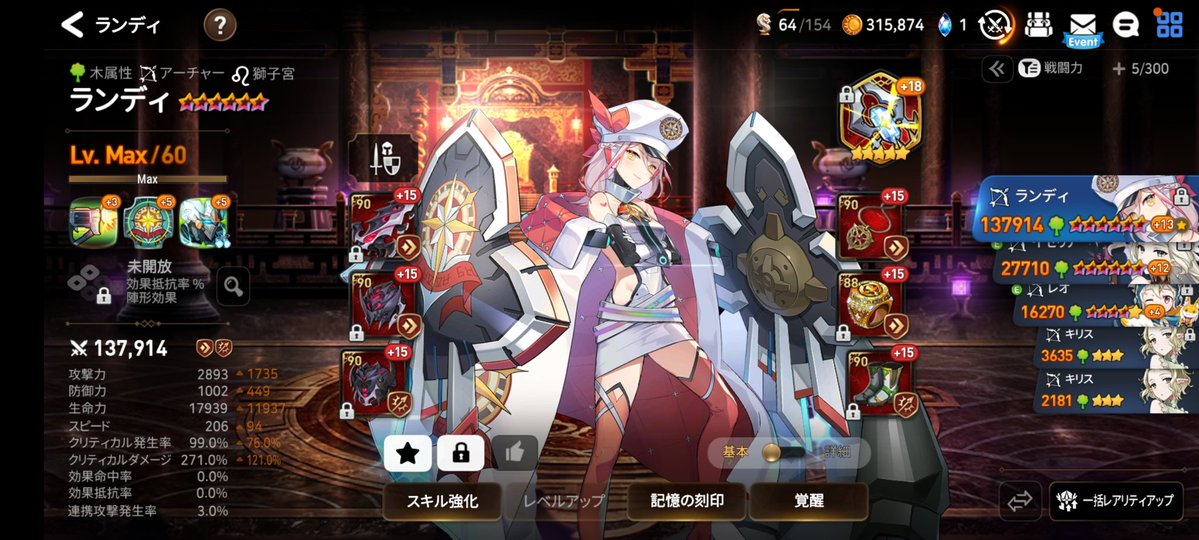 ランディ
?
64/154
315,874
1
Event
木属性 アーチャー 獅子宮
ランディ
戦闘力
+ 5/300
Lv. Max/60
Max
+3
+5
+5
未開放
効果抵抗率%
陣形効果
137,914
攻撃力 2893 1735
防御力 1002 449
生命力 17939 11937
スピード 206 94
クリティカル発生率 99.0% 76.0%
クリティカルダメージ 271.0% 121.0%
効果命中率 0.0%
効果抵抗率 0.0%
連携攻撃発生率 3.0%
90 +15
90 +15
90 +15
+18
90 +15
88 +15
90 +15
ランディ
137914 +13
27710 +12
レオ
16270 +4
キリス
3635
キリス
2181
基本 詳細
スキル強化
レベルアップ
記憶の刻印
覚醒
一括レアリティアップ